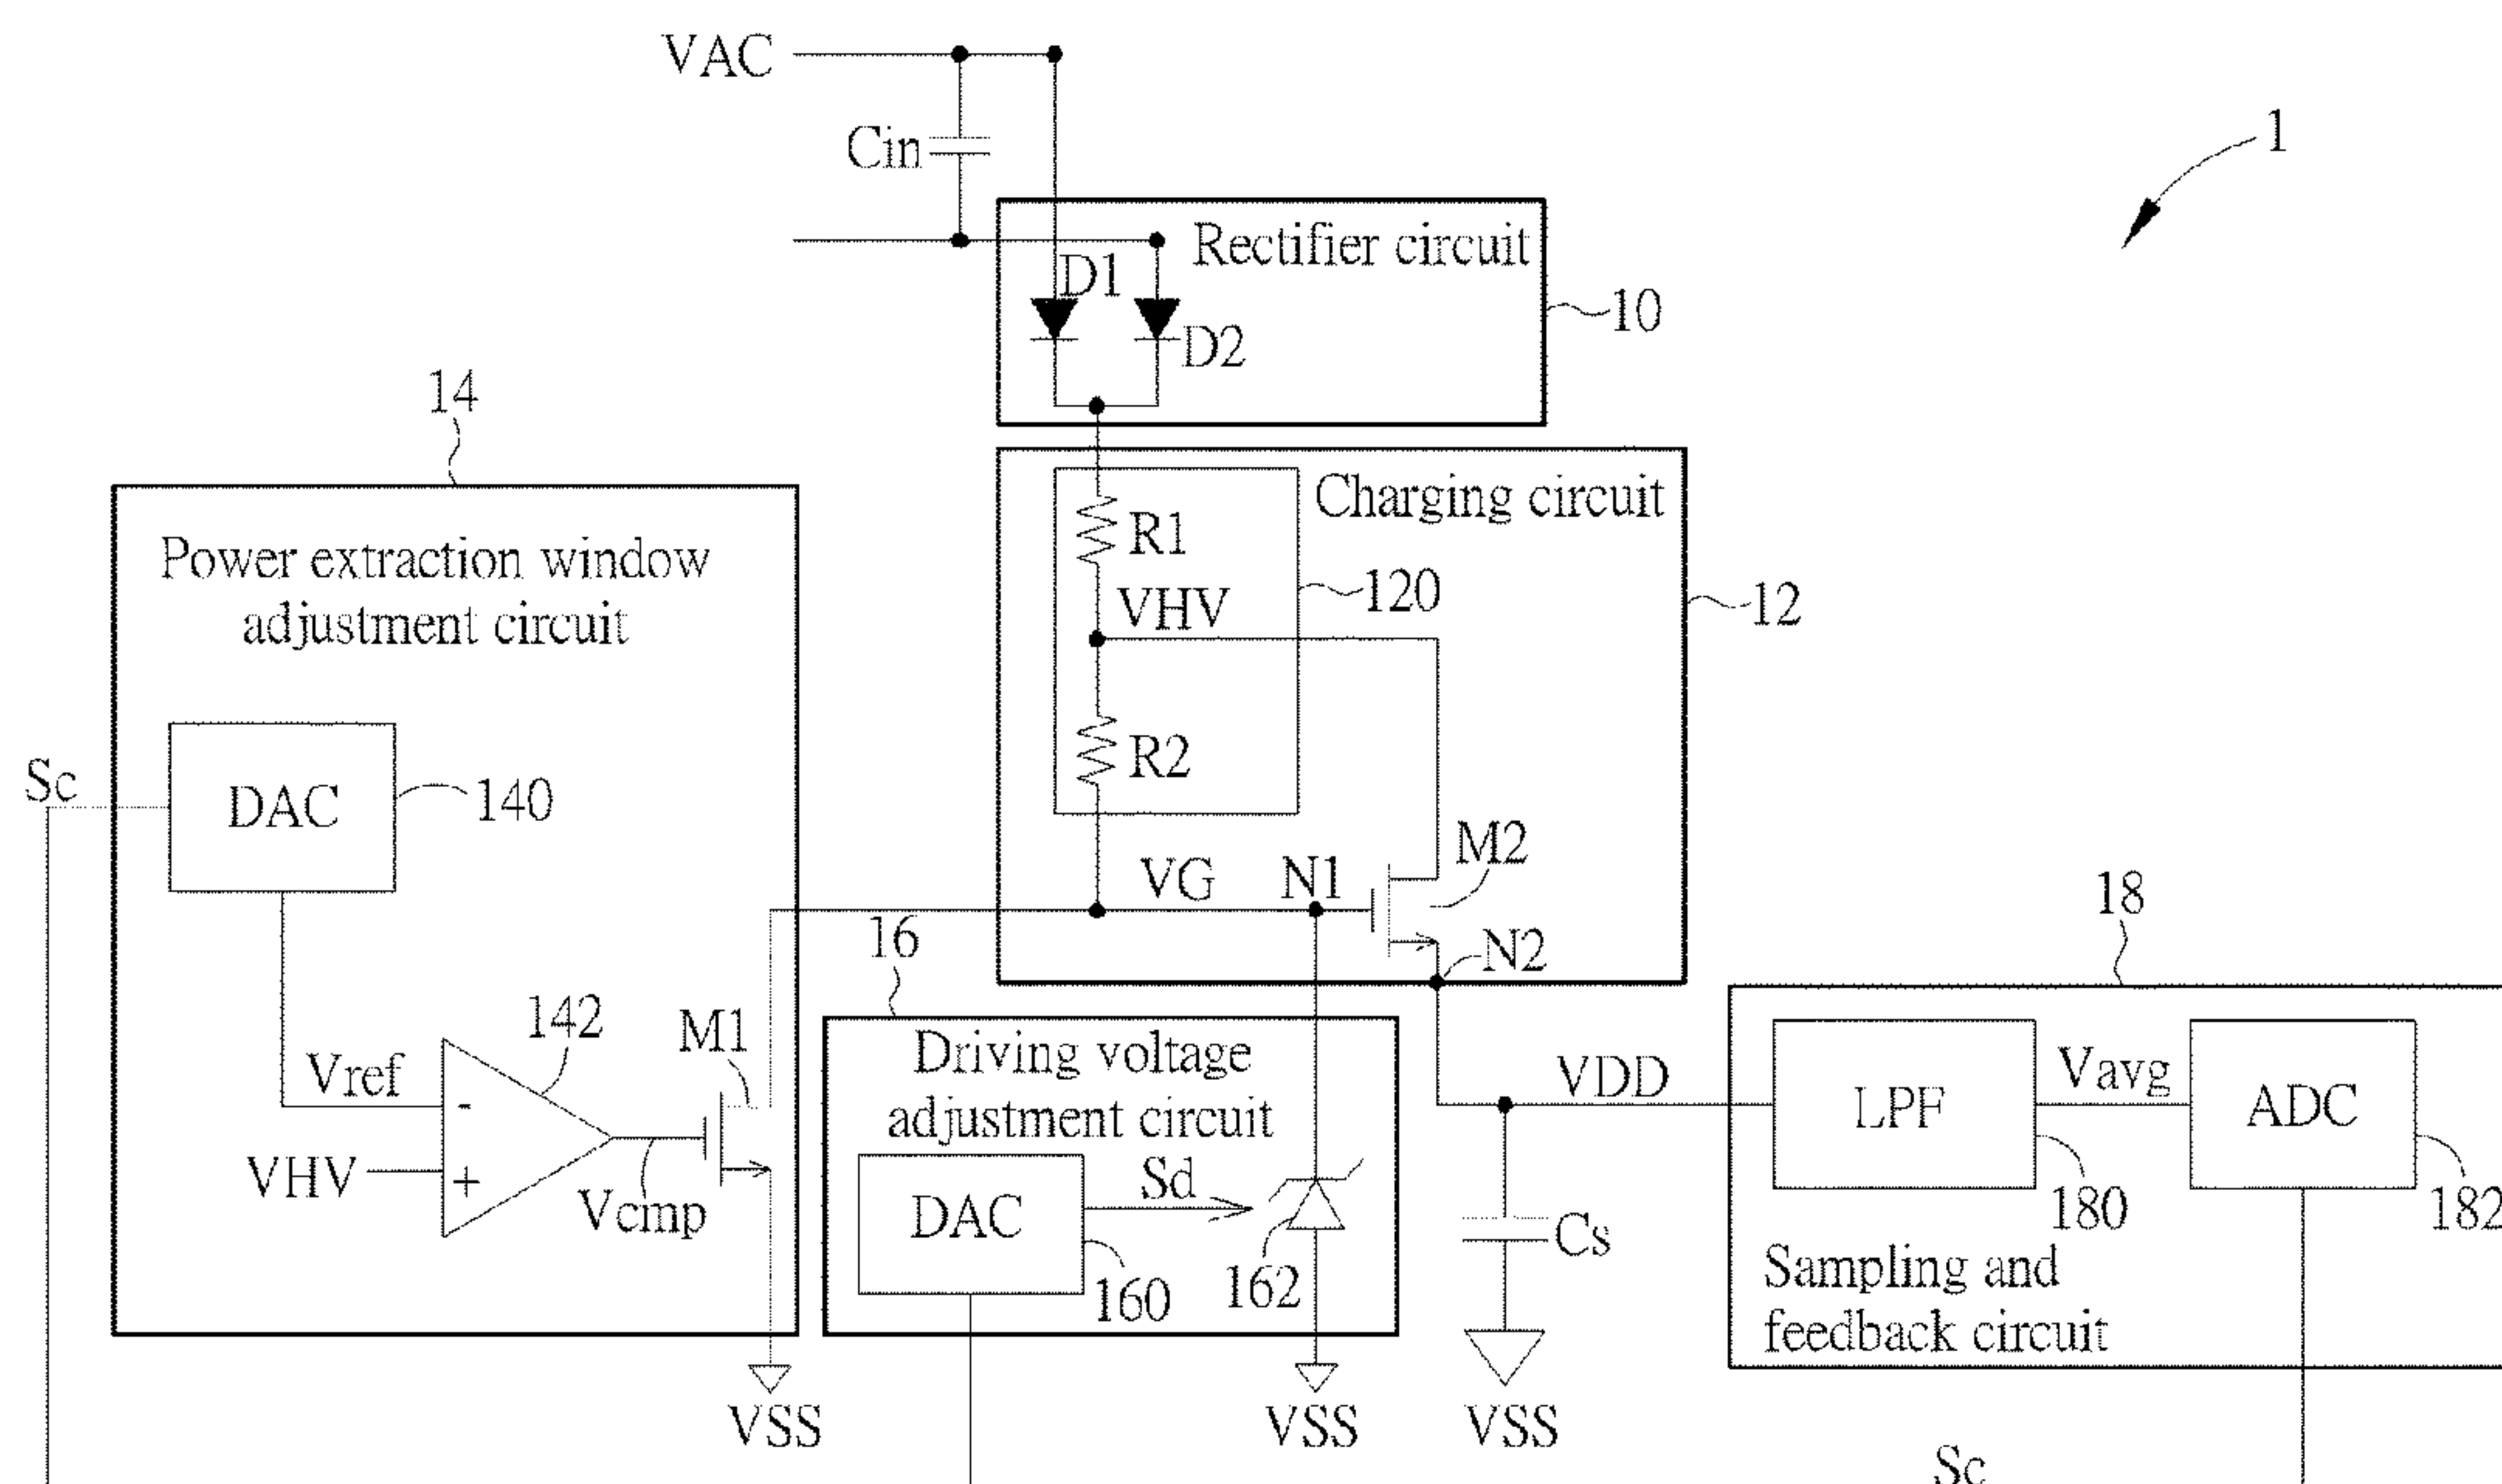 VAC
1
Cin
Rectifier circuit
D1
10
D2
14
Charging circuit
R1
Power extraction window
adjustment circuit
120
VHV
12
R2
Sc
DAC
140
M2
VG
N1
18
16
N2
142
M1
Driving voltage
adjustment circuit
Vref
-
VDD
LPF
Vavg
ADC
VHV
+
Vcmp
DAC
Sd
180
182
Cs
160
162
Sampling and
feedback circuit
VSS
VSS
VSS
Sc